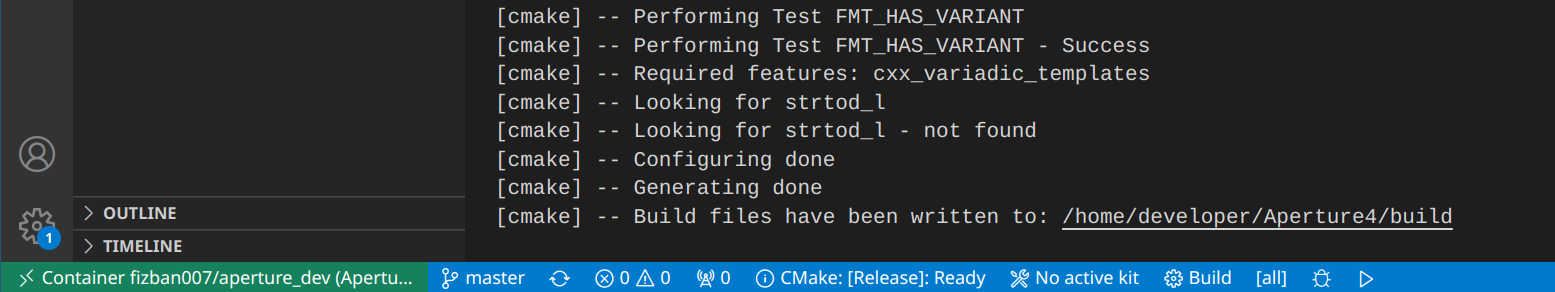 [cmake] -- Performing Test FMT_HAS_VARIANT
[cmake] -- Performing Test FMT_HAS_VARIANT - Success
[cmake] -- Required features: cxx_variadic_templates
[cmake] -- Looking for strtod_l
[cmake] -- Looking for strtod_l - not found
[cmake] -- Configuring done
[cmake] -- Generating done
[cmake] -- Build files have been written to: /home/developer/Aperture4/build
OUTLINE
1
TIMELINE
Container fizban007/aperture_dev (Apertu... master 0 0 0 CMake: [Release]: Ready No active kit Build [all]